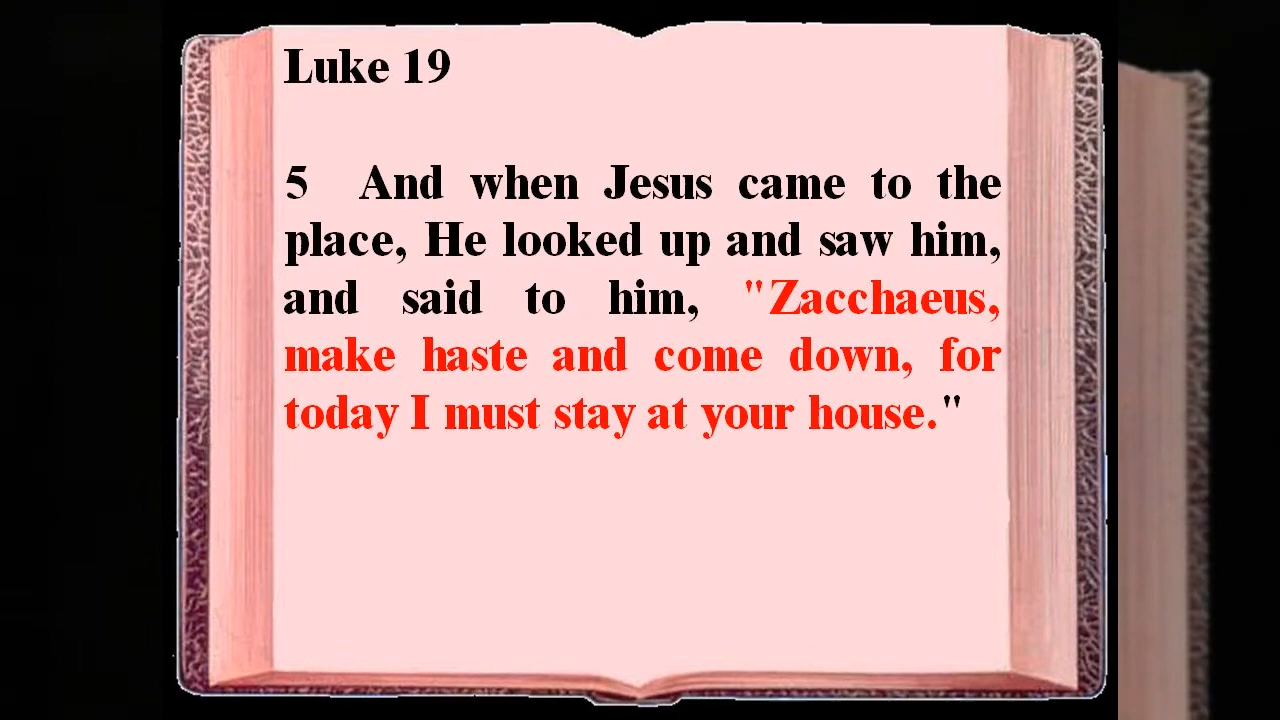 Luke 19
5 And when Jesus came to the
place, He looked up and saw him,
and said to him, "Zacchaeus,
make haste and come down, for
today I must stay at your house."